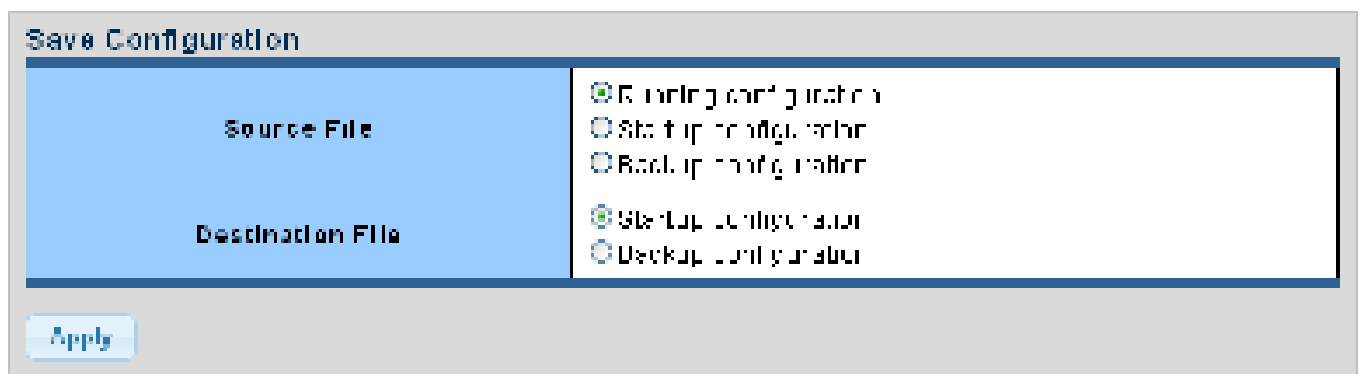 Save Configuration
Source File
Running configuration
Startup configuration
Backup configuration
Destination File
Startup configuration
Backup configuration
Apply